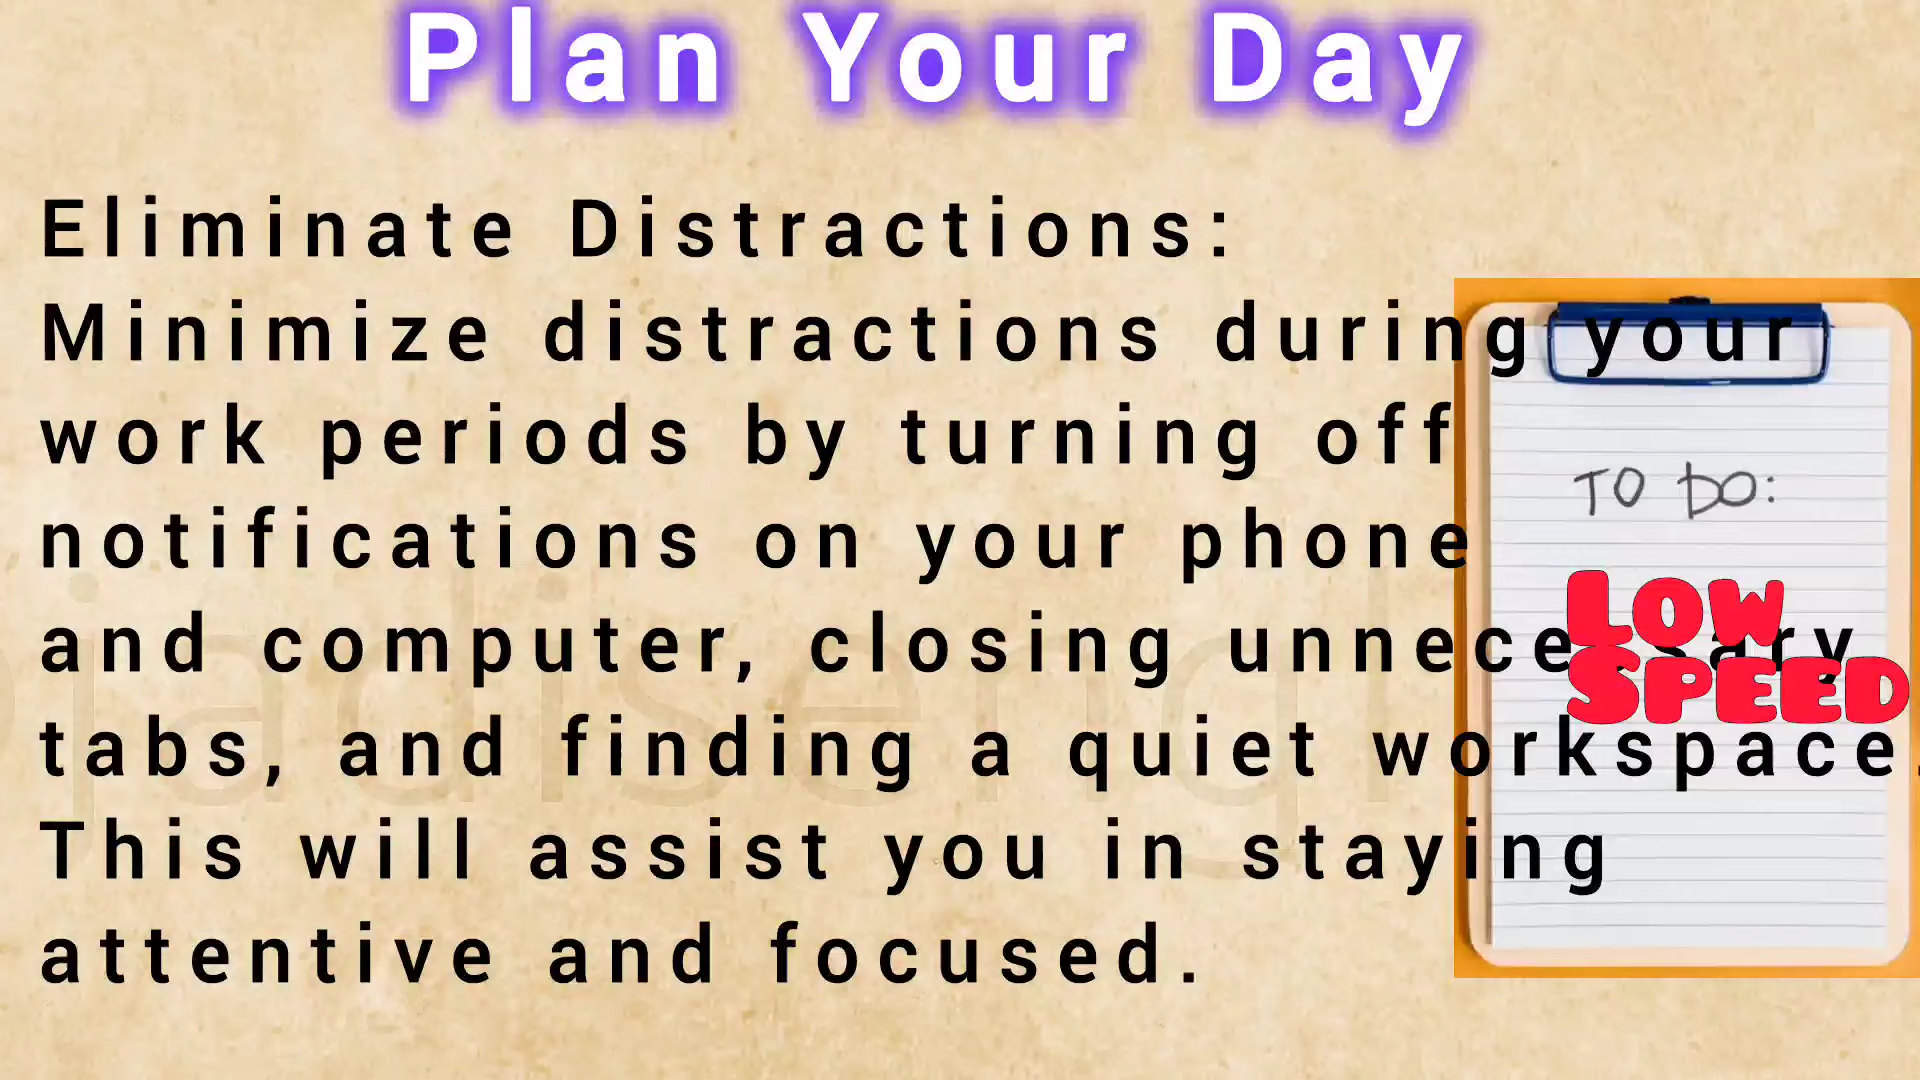 Plan Your Day
Eliminate Distractions:
Minimize distractions during your
work periods by turning off
notifications on your phone
and computer, closing unnecessary
tabs, and finding a quiet workspace.
This will assist you in staying
attentive and focused.
TO DO:
LOW
SPEED